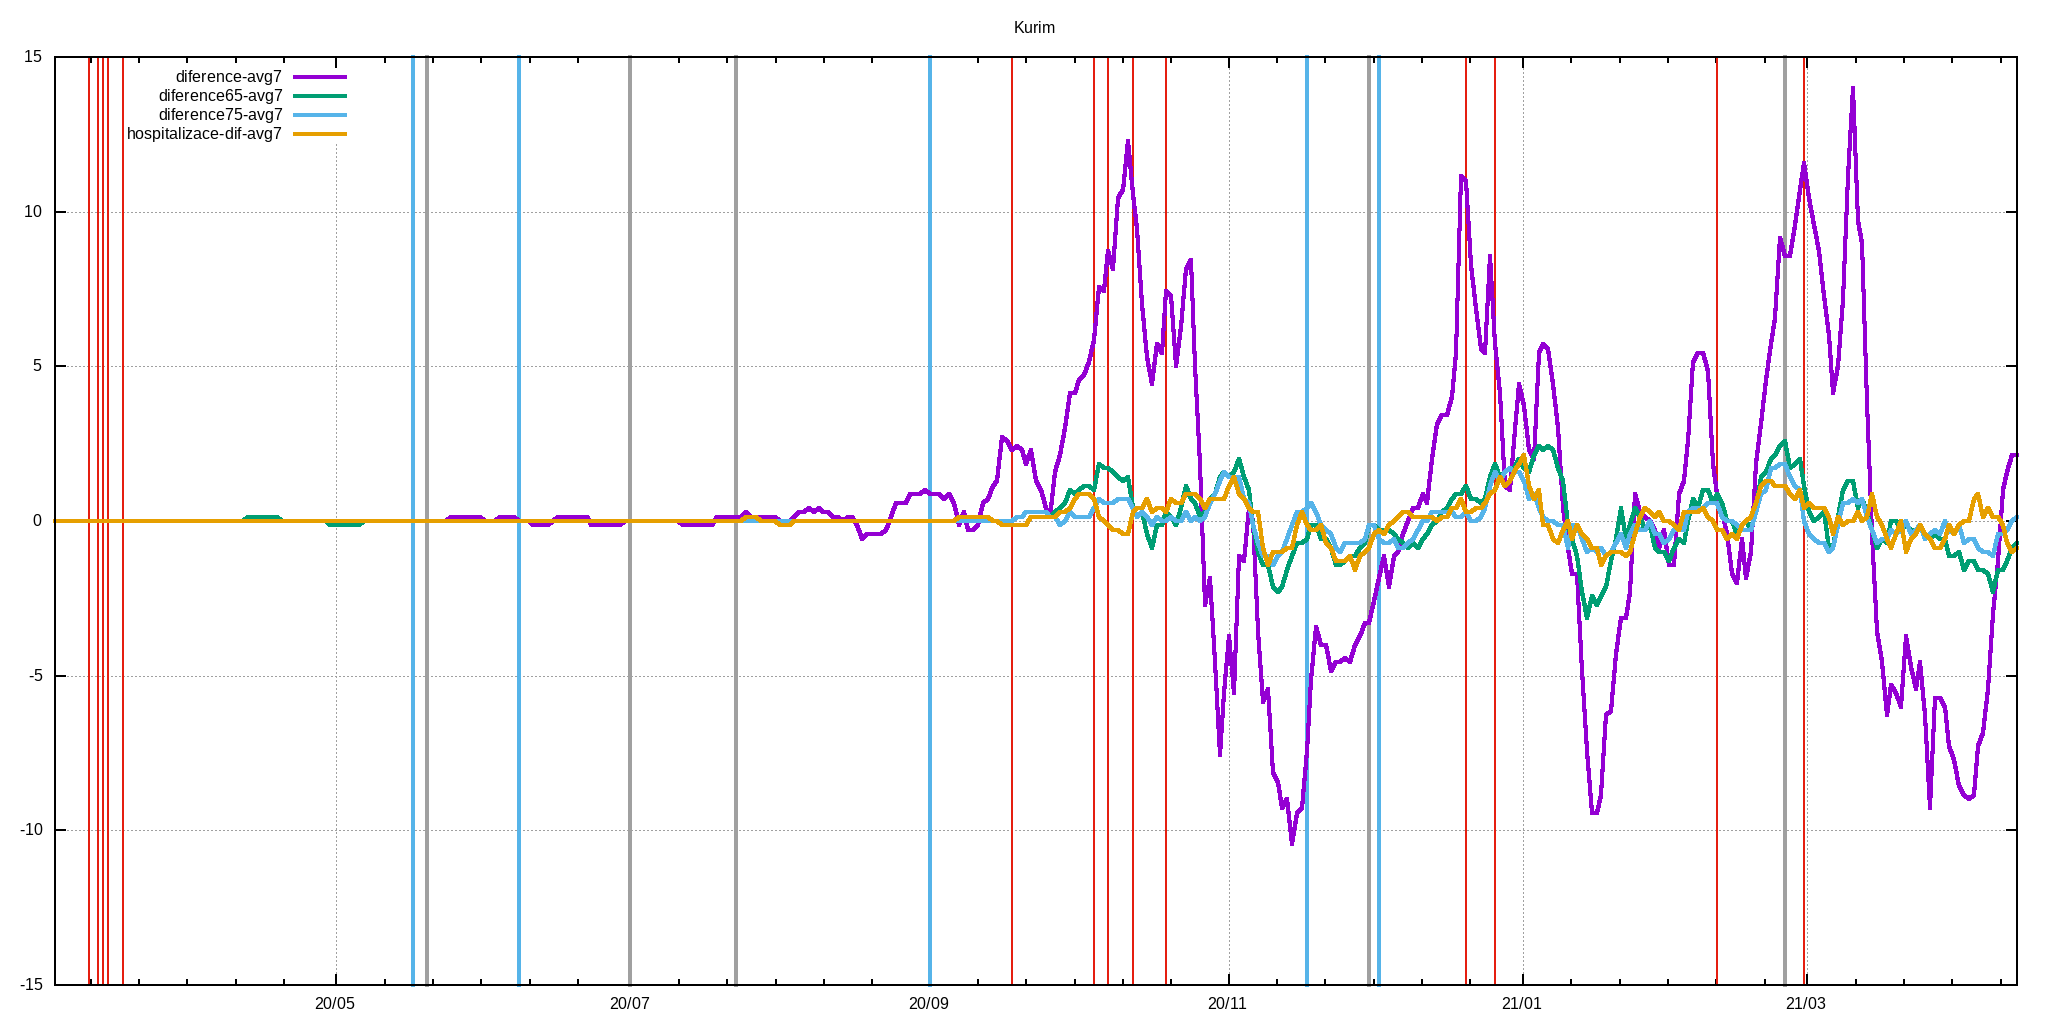 Kurim
15
diference-avg7
diference65-avg7
diference75-avg7
hospitalizace-dif-avg7
10
5
0
-5
-10
-15
20/05 20/07 20/09 20/11 21/01 21/03